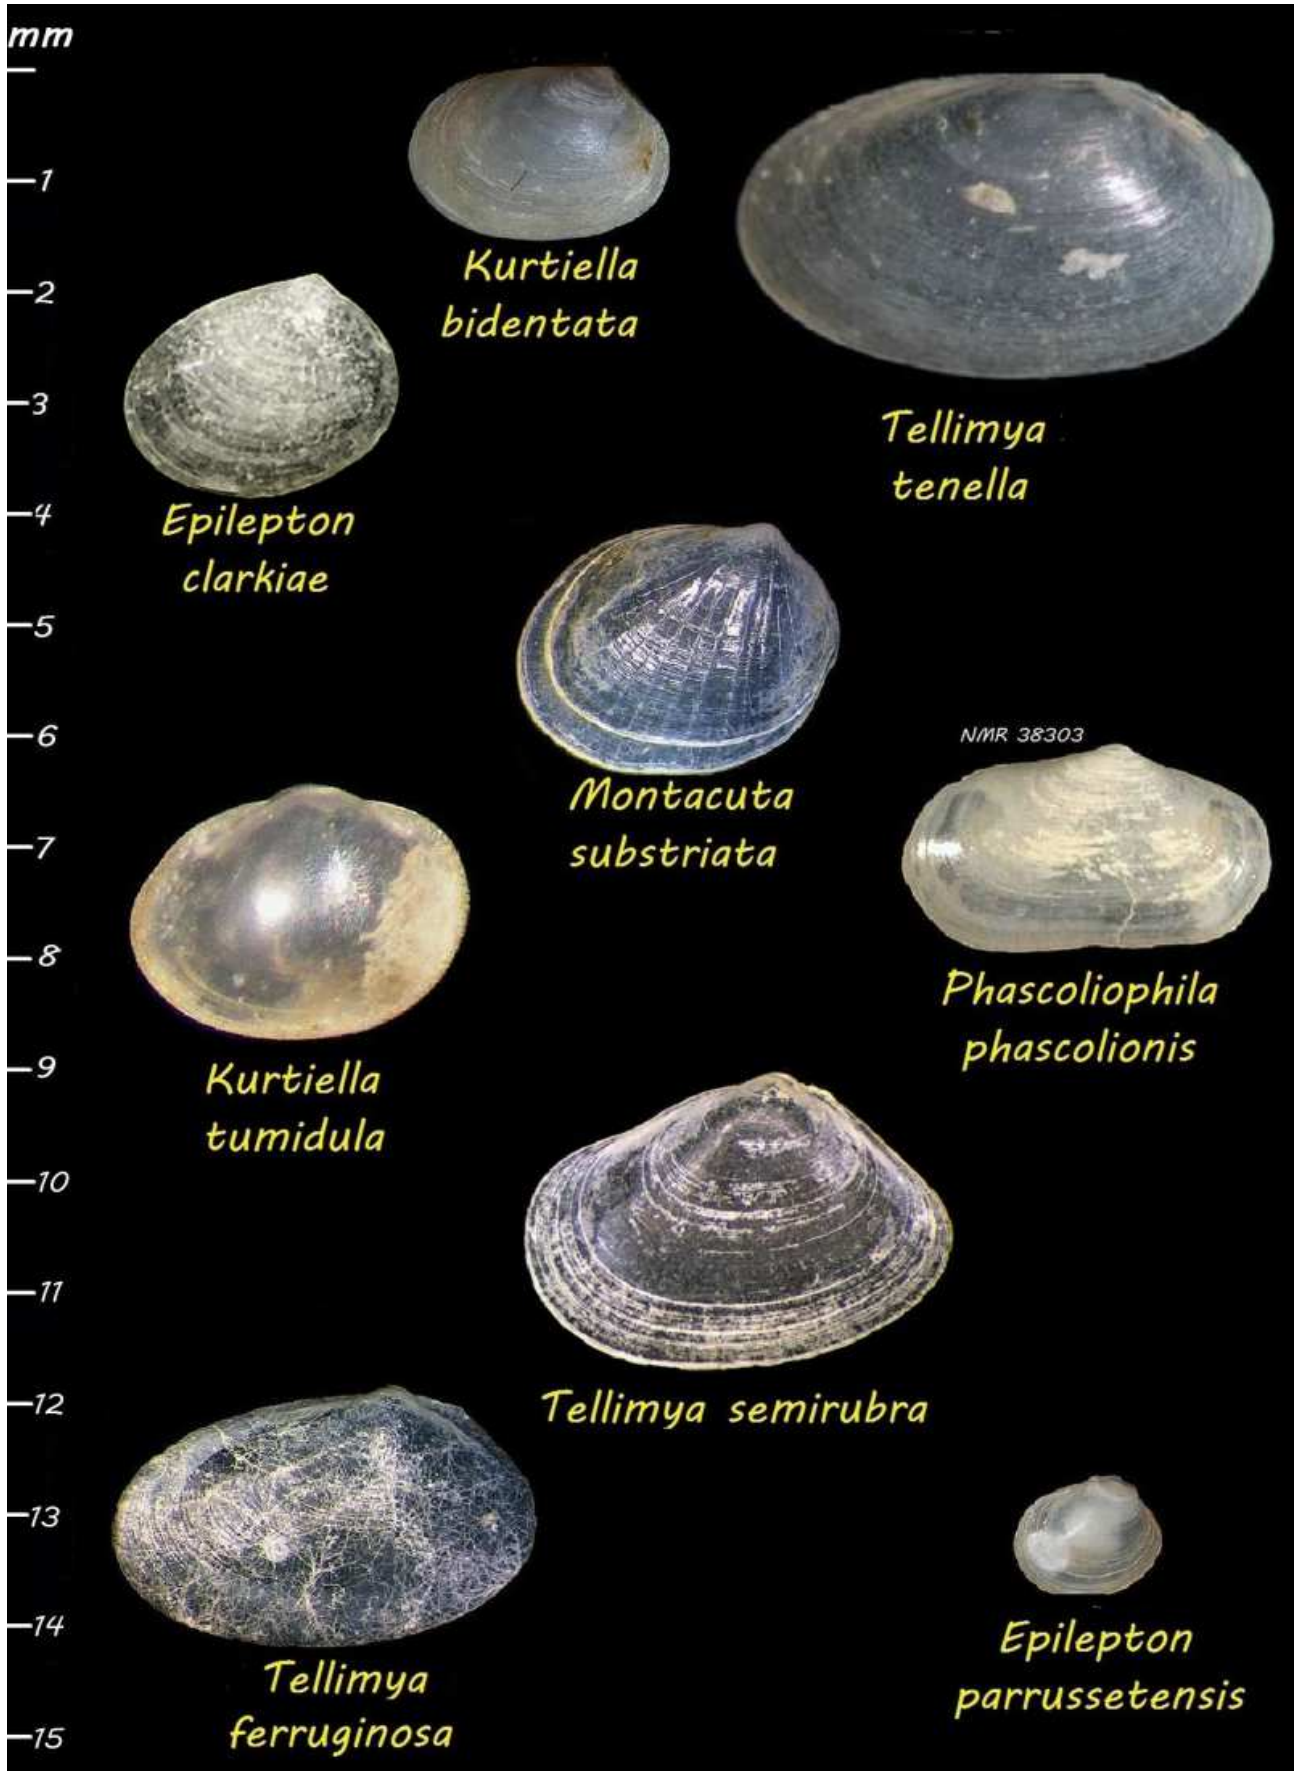 mm
1
2
3
4
5
6
7
8
9
10
11
12
13
14
15
Kurtiella
bidentata
Tellimya
tenella
Epilepton
clarkiae
Montacuta
substriata
NMR 38303
Phascoliophila
phascolionis
Kurtiella
tumidula
Tellimya semirubra
Tellimya
ferruginosa
Epilepton
parrussetensis